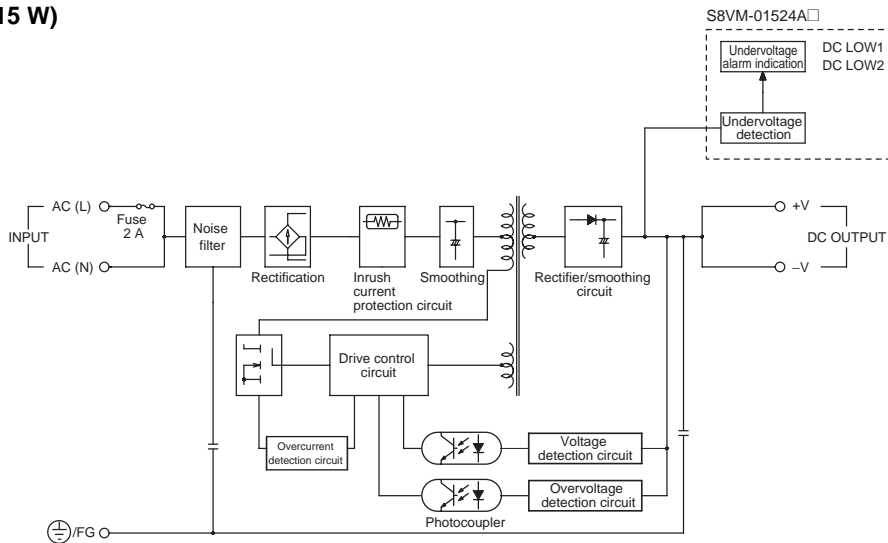 15 W)
S8VM-01524A□
Undervoltage
alarm indication
DC LOW1
DC LOW2
Undervoltage
detection
INPUT
AC (L)
Fuse
2 A
AC (N)
Noise
filter
Rectification
Inrush
current
protection circuit
Smoothing
Rectifier/smoothing
circuit
+V
DC OUTPUT
–V
Drive control
circuit
Overcurrent
detection circuit
Voltage
detection circuit
Overvoltage
detection circuit
Photocoupler
/FG